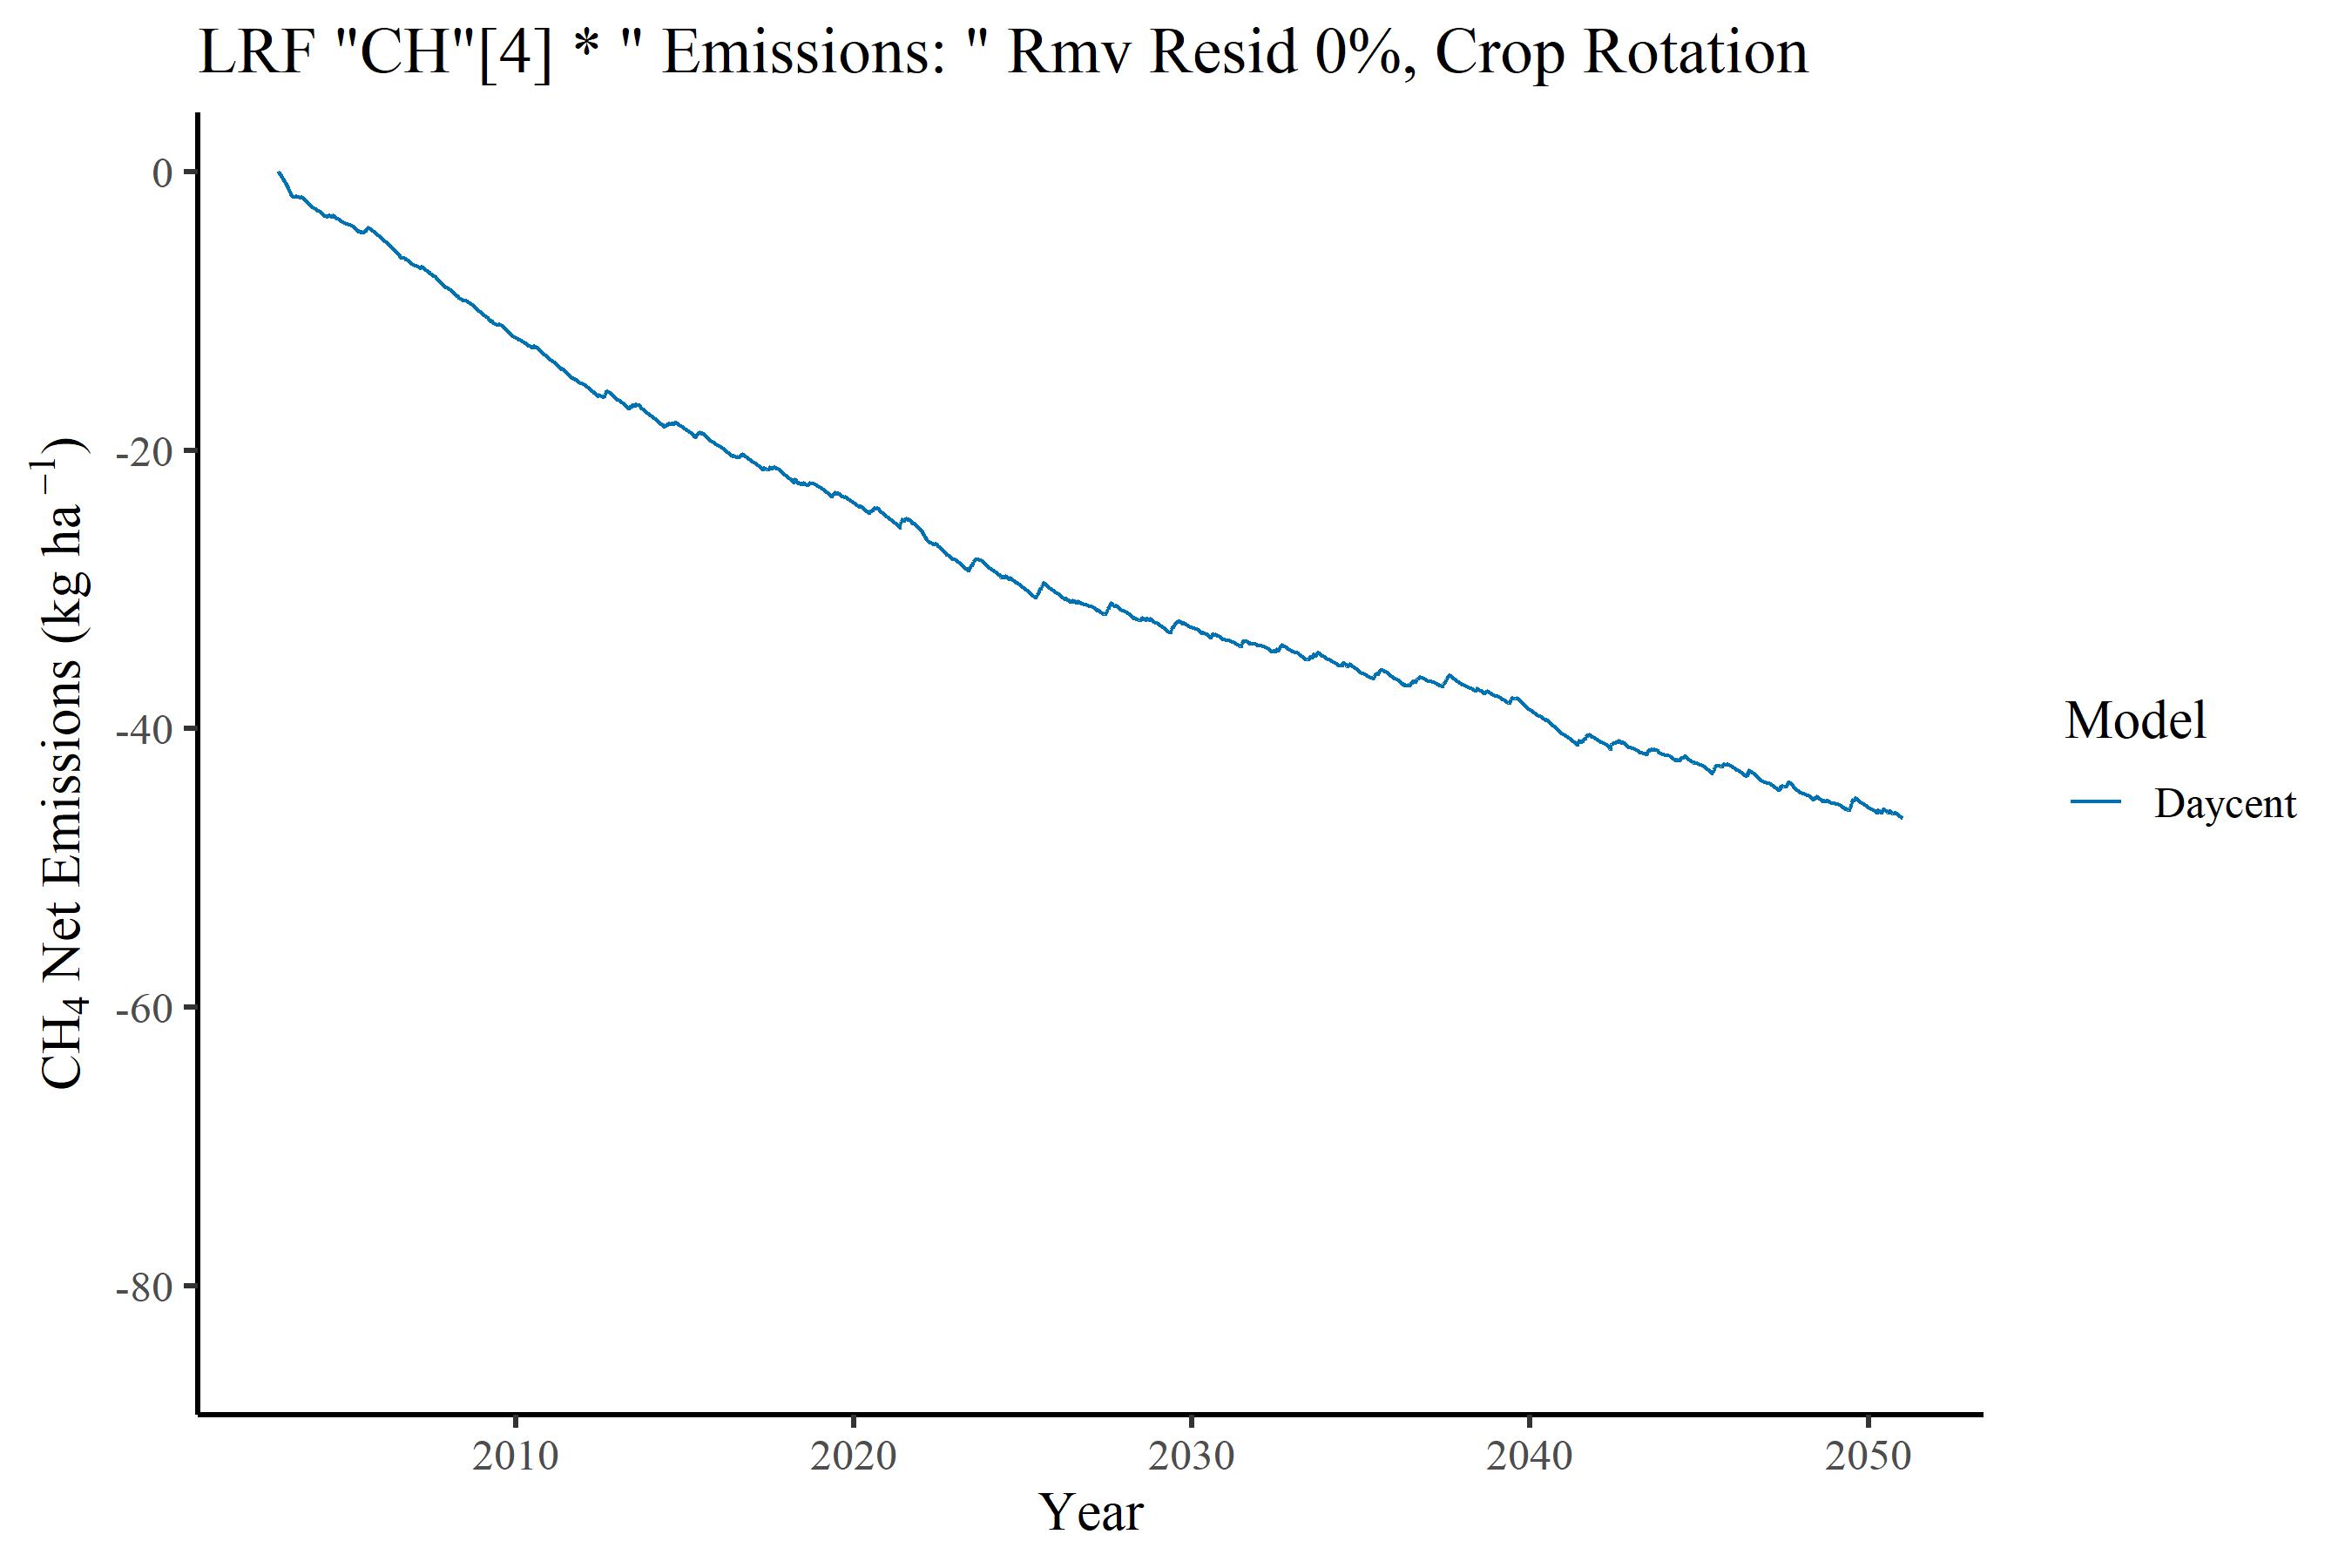 LRF "CH"[4] * " Emissions: " Rmv Resid 0%, Crop Rotation
CH₄ Net Emissions (kg ha ⁻¹)
0
-20
-40
-60
-80
2010 2020 2030 2040 2050
Year
Model
Daycent